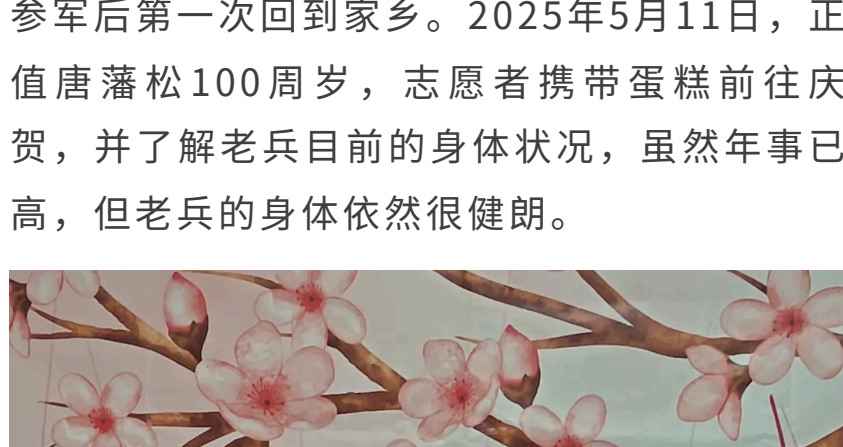 参军后第一次回到家乡。2025年5月11日，正
值唐藩松100周岁，志愿者携带蛋糕前往庆
贺，并了解老兵目前的身体状况，虽然年事已
高，但老兵的身体依然很健朗。